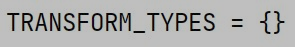 TRANSFORM_TYPES = {}